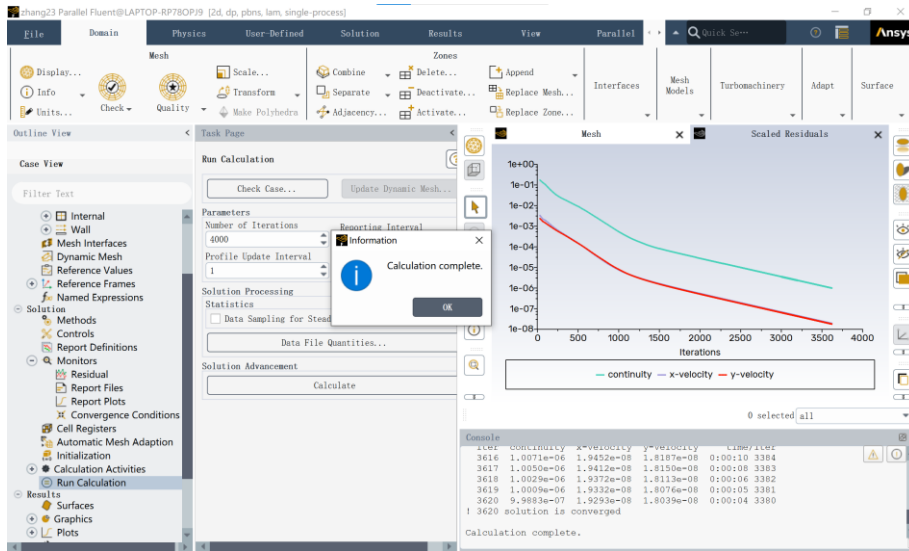 zhang23 Parallel Fluent@LAPTOP-RP78OPJ9 [2d, dp, pbns, lam, single-process]
File Domain Physics User-Defined Solution Results View Parallel Quick Se··· Ansys
Mesh Zones
Display... Scale... Combine Delete... Append
Info Transform Separate Deactivate... Replace Mesh... Interfaces Mesh Models Turbomachinery Adapt Surface
Units... Check Quality Make Polyhedra Adjacency... Activate... Replace Zone...
Outline View
Case View
Filter Text
Internal
Wall
Mesh Interfaces
Dynamic Mesh
Reference Values
Reference Frames
Named Expressions
Solution
Methods
Controls
Report Definitions
Monitors
Residual
Report Files
Report Plots
Convergence Conditions
Cell Registers
Automatic Mesh Adaption
Initialization
Calculation Activities
Run Calculation
Results
Surfaces
Graphics
Plots
Task Page
Run Calculation
Check Case... Update Dynamic Mesh...
Parameters
Number of Iterations Reporting Interval
4000
Profile Update Interval
1
Solution Processing
Statistics
Data Sampling for Stead
Data File Quantities...
Solution Advancement
Calculate
Information
Calculation complete.
OK
Mesh Scaled Residuals
1e+00
1e-01
1e-02
1e-03
1e-04
1e-05
1e-06
1e-07
1e-08
0 500 1000 1500 2000 2500 3000 3500 4000
Iterations
continuity x-velocity y-velocity
0 selected all
Console
iter continuity x-velocity y-velocity time/iter
3616 1.0071e-06 1.9452e-08 1.8187e-08 0:00:10 3384
3617 1.0050e-06 1.9412e-08 1.8150e-08 0:00:08 3383
3618 1.0029e-06 1.9372e-08 1.8113e-08 0:00:06 3382
3619 1.0009e-06 1.9332e-08 1.8076e-08 0:00:05 3381
3620 9.9883e-07 1.9293e-08 1.8039e-08 0:00:04 3380
! 3620 solution is converged
Calculation complete.